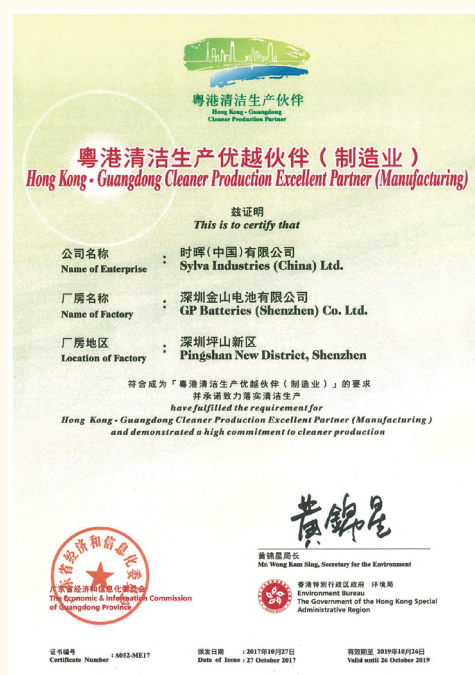 粤港清洁生产伙伴
Hong Kong - Guangdong
Cleaner Production Partner
粤港清洁生产优越伙伴（制造业）
Hong Kong - Guangdong Cleaner Production Excellent Partner (Manufacturing)
兹证明
This is to certify that
公司名称 : 时晖(中国)有限公司
Name of Enterprise Sylva Industries (China) Ltd.
厂房名称 : 深圳金山电池有限公司
Name of Factory GP Batteries (Shenzhen) Co. Ltd.
厂房地区 : 深圳坪山新区
Location of Factory Pingshan New District, Shenzhen
符合成为「粤港清洁生产优越伙伴（制造业）」的要求
并承诺致力落实清洁生产
have fulfilled the requirement for
Hong Kong - Guangdong Cleaner Production Excellent Partner (Manufacturing)
and demonstrated a high commitment to cleaner production
黄錦星
黄锦星局长
Mr. Wong Kam Sing, Secretary for the Environment
广东省经济和信息化委员会
广东省经济和信息化委员会
The Economic & Information Commission
of Guangdong Province
香港特别行政区政府 环境局
Environment Bureau
The Government of the Hong Kong Special
Administrative Region
证书编号
Certificate Number : A052-ME17
颁发日期 : 2017年10月27日
Date of Issue : 27 October 2017
有效期至 2019年10月26日
Valid until 26 October 2019